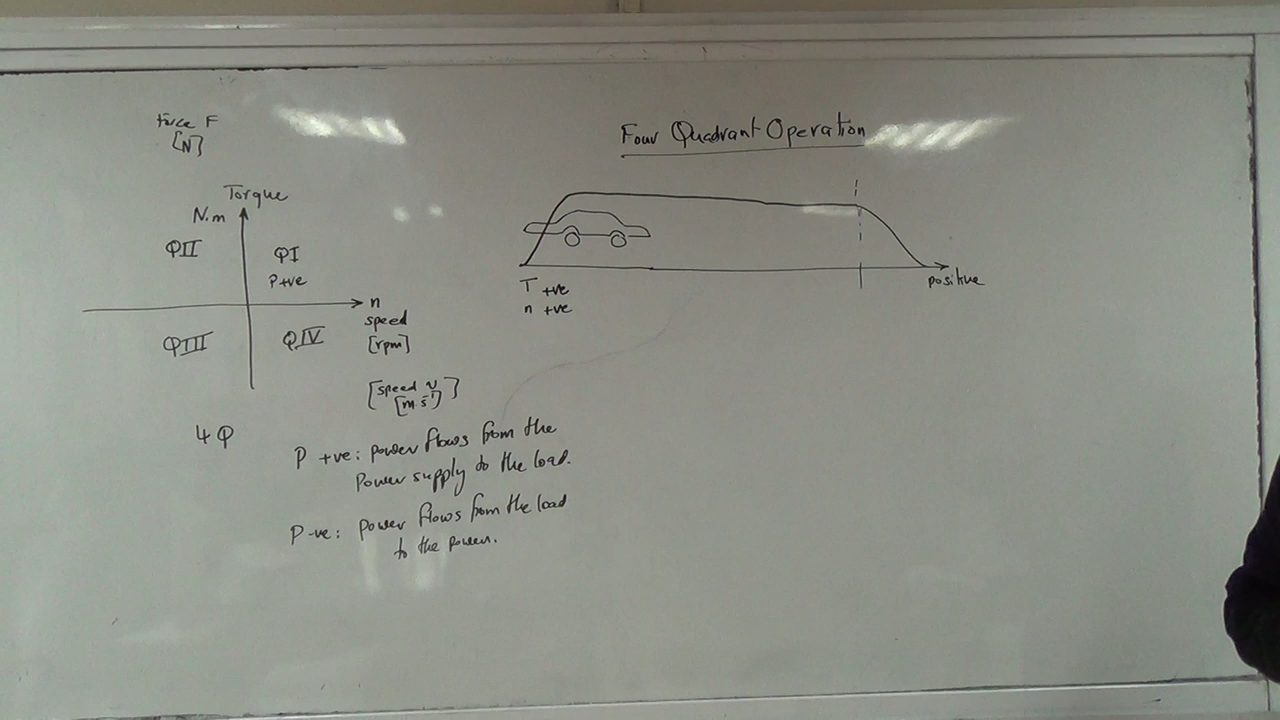 Force F
[N]
Four Quadrant Operation
Torque
N.m
QII
QI
P+ve
n
speed
[rpm]
QIII
QIV
[speed v
[m.s⁻¹]]
4Q
T +ve
n +ve
positive
P +ve: power flows from the
Power supply to the load.
P -ve: power flows from the load
to the power.